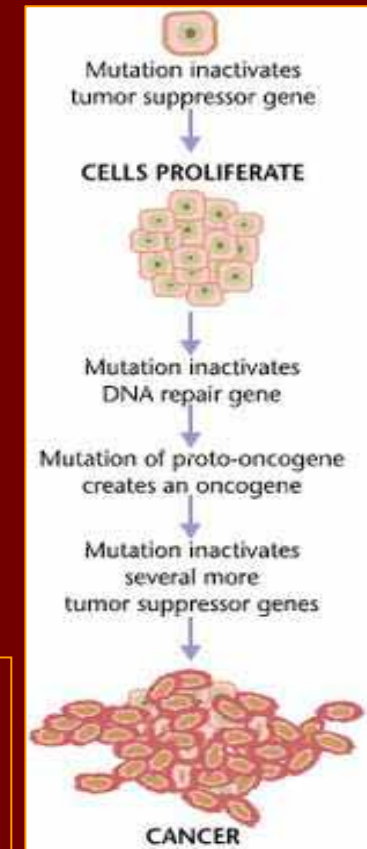 Mutation inactivates
tumor suppressor gene
CELLS PROLIFERATE
Mutation inactivates
DNA repair gene
Mutation of proto-oncogene
creates an oncogene
Mutation inactivates
several more
tumor suppressor genes
CANCER